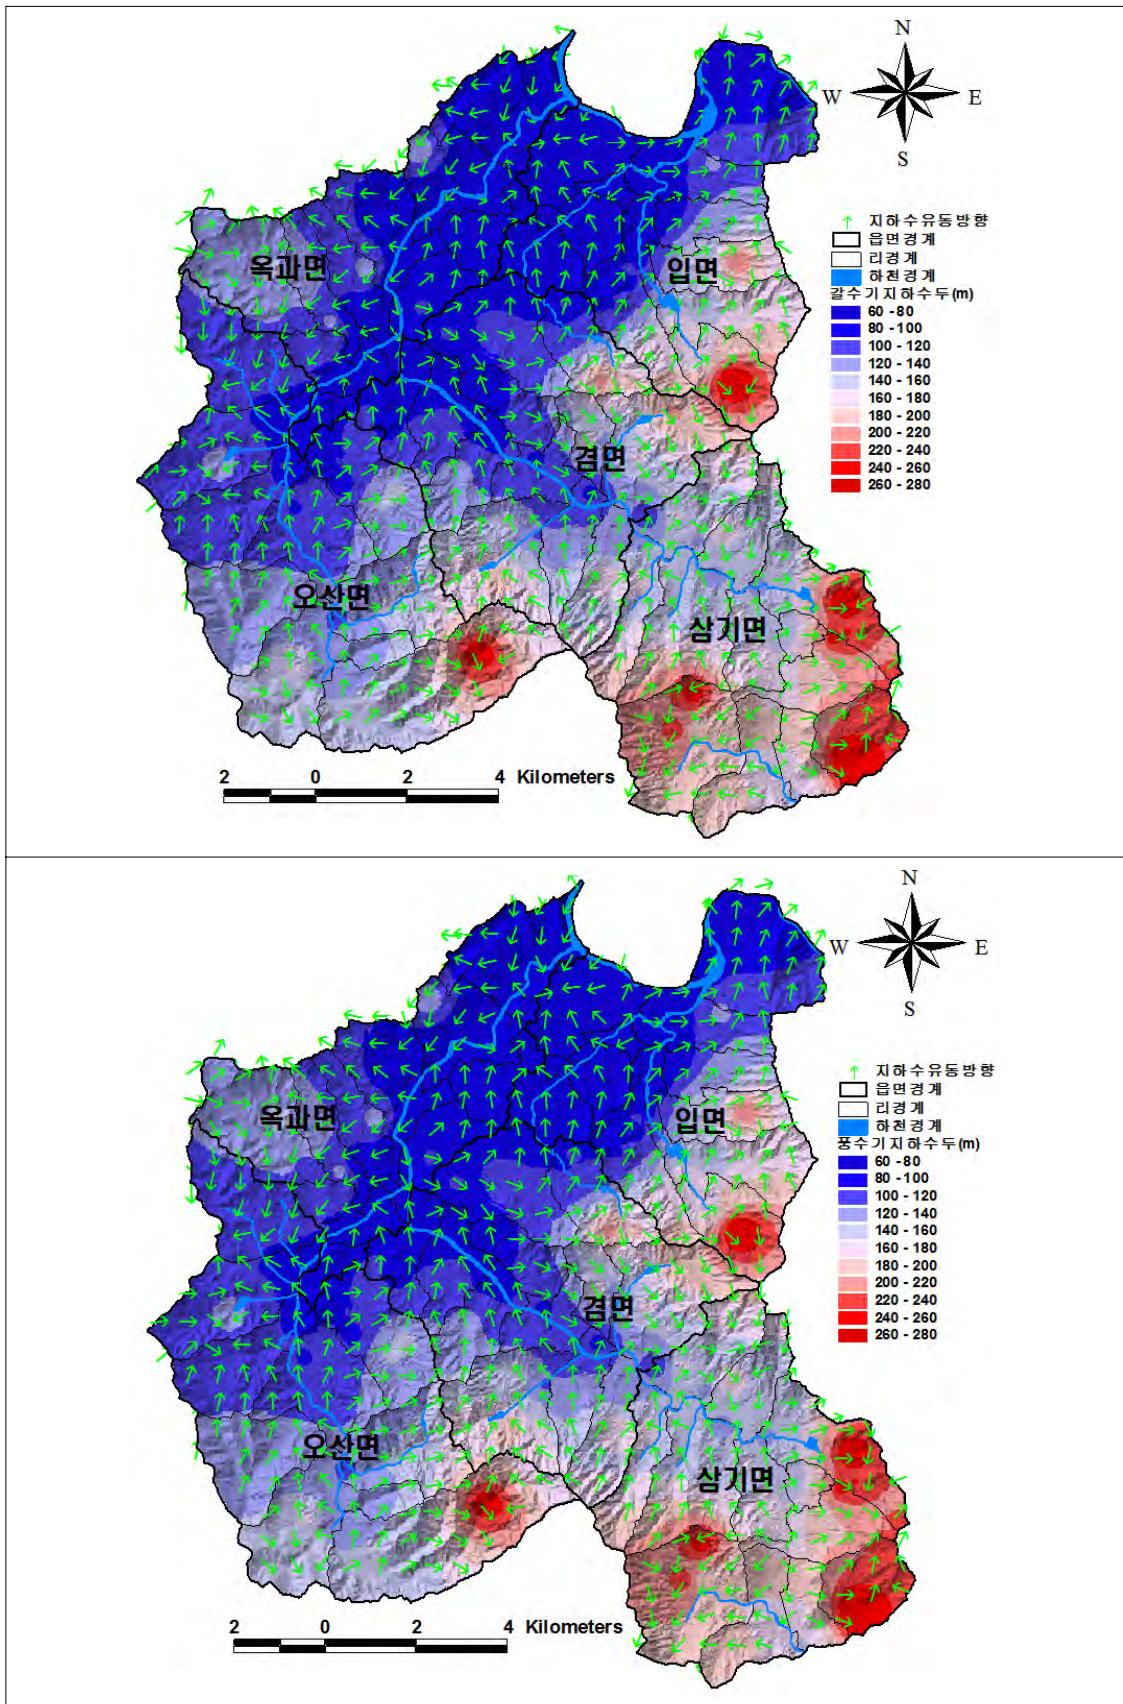 N
W E
S
지하수유동방향
읍면경계
리경계
하천경계
갈수기지하수두(m)
60 - 80
80 - 100
100 - 120
120 - 140
140 - 160
160 - 180
180 - 200
200 - 220
220 - 240
240 - 260
260 - 280
옥과면
입면
겸면
오산면
삼기면
2 0 2 4 Kilometers
N
W E
S
지하수유동방향
읍면경계
리경계
하천경계
풍수기지하수두(m)
60 - 80
80 - 100
100 - 120
120 - 140
140 - 160
160 - 180
180 - 200
200 - 220
220 - 240
240 - 260
260 - 280
옥과면
입면
겸면
오산면
삼기면
2 0 2 4 Kilometers